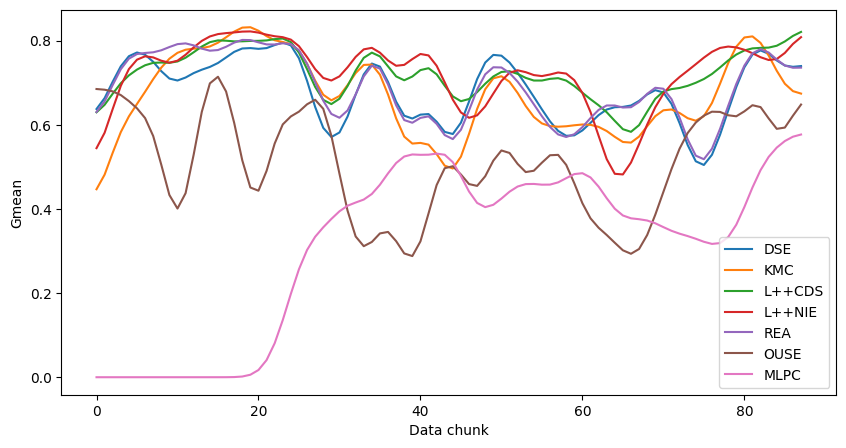 0.8
0.6
0.4
0.2
0.0
Gmean
0 20 40 60 80
Data chunk
DSE
KMC
L++CDS
L++NIE
REA
OUSE
MLPC